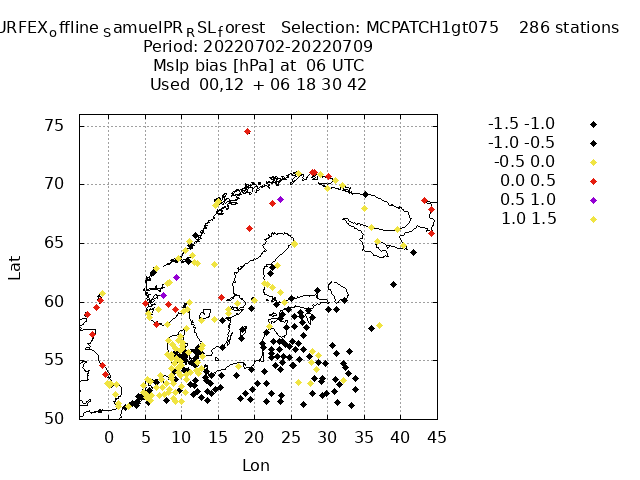 URFEXoffline SamuelPRRSLforest Selection: MCPATCH1gt075 286 stations
Period: 20220702-20220709
Mslp bias [hPa] at 06 UTC
Used 00,12 + 06 18 30 42
-1.5 -1.0
-1.0 -0.5
-0.5 0.0
0.0 0.5
0.5 1.0
1.0 1.5
75
70
65
60
55
50
Lat
0 5 10 15 20 25 30 35 40 45
Lon